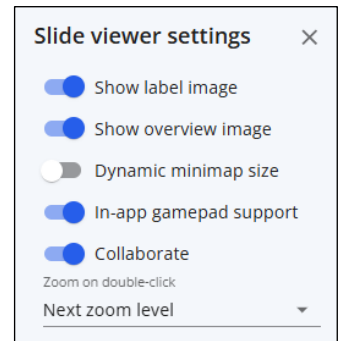 Slide viewer settings
Show label image
Show overview image
Dynamic minimap size
In-app gamepad support
Collaborate
Zoom on double-click
Next zoom level